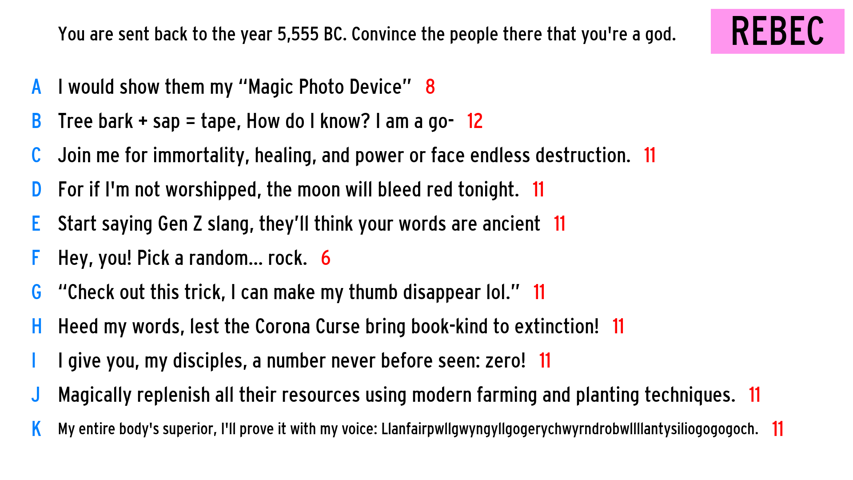 You are sent back to the year 5,555 BC. Convince the people there that you're a god.
REBEC
A I would show them my “Magic Photo Device” 8
B Tree bark + sap = tape, How do I know? I am a go- 12
C Join me for immortality, healing, and power or face endless destruction. 11
D For if I'm not worshipped, the moon will bleed red tonight. 11
E Start saying Gen Z slang, they’ll think your words are ancient 11
F Hey, you! Pick a random... rock. 6
G “Check out this trick, I can make my thumb disappear lol.” 11
H Heed my words, lest the Corona Curse bring book-kind to extinction! 11
I I give you, my disciples, a number never before seen: zero! 11
J Magically replenish all their resources using modern farming and planting techniques. 11
K My entire body's superior, I'll prove it with my voice: Llanfairpwllgwyngyllgogerychwyrndrobwllllantysiliogogogoch. 11